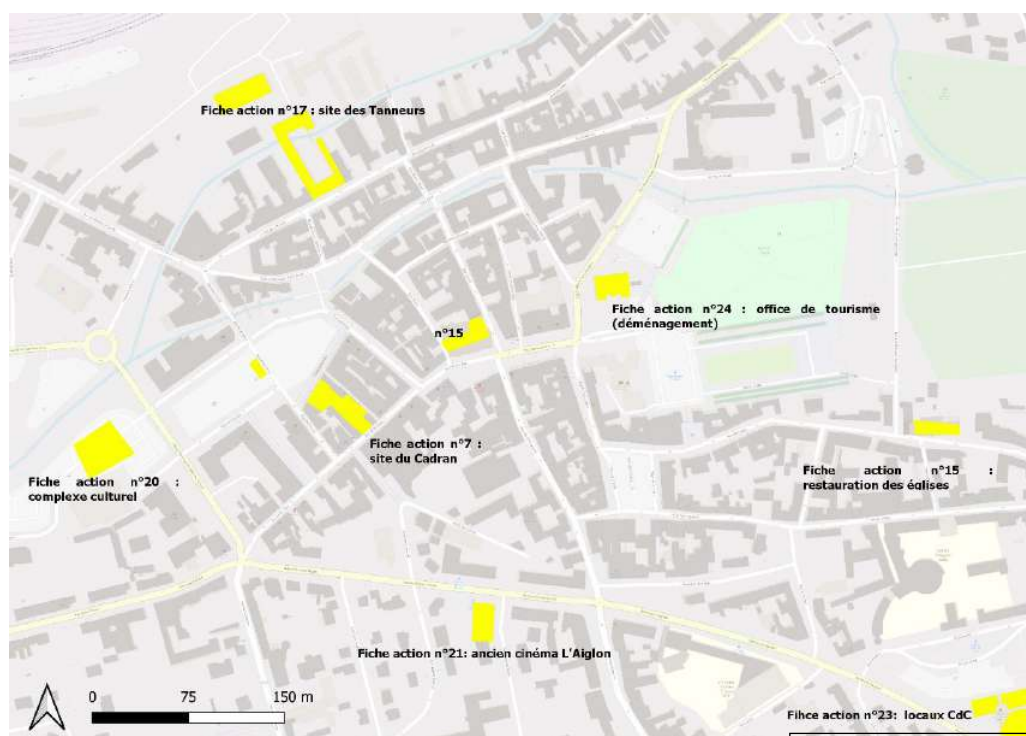 Fiche action n°17 : site des Tanneurs
Fiche action n°24 : office de tourisme
(déménagement)
n°15
Fiche action n°7 :
site du Cadran
Fiche action n°20 :
complexe culturel
Fiche action n°15 :
restauration des églises
Fiche action n°21: ancien cinéma L'Aiglon
0 75 150 m
Fihce action n°23: locaux CdC